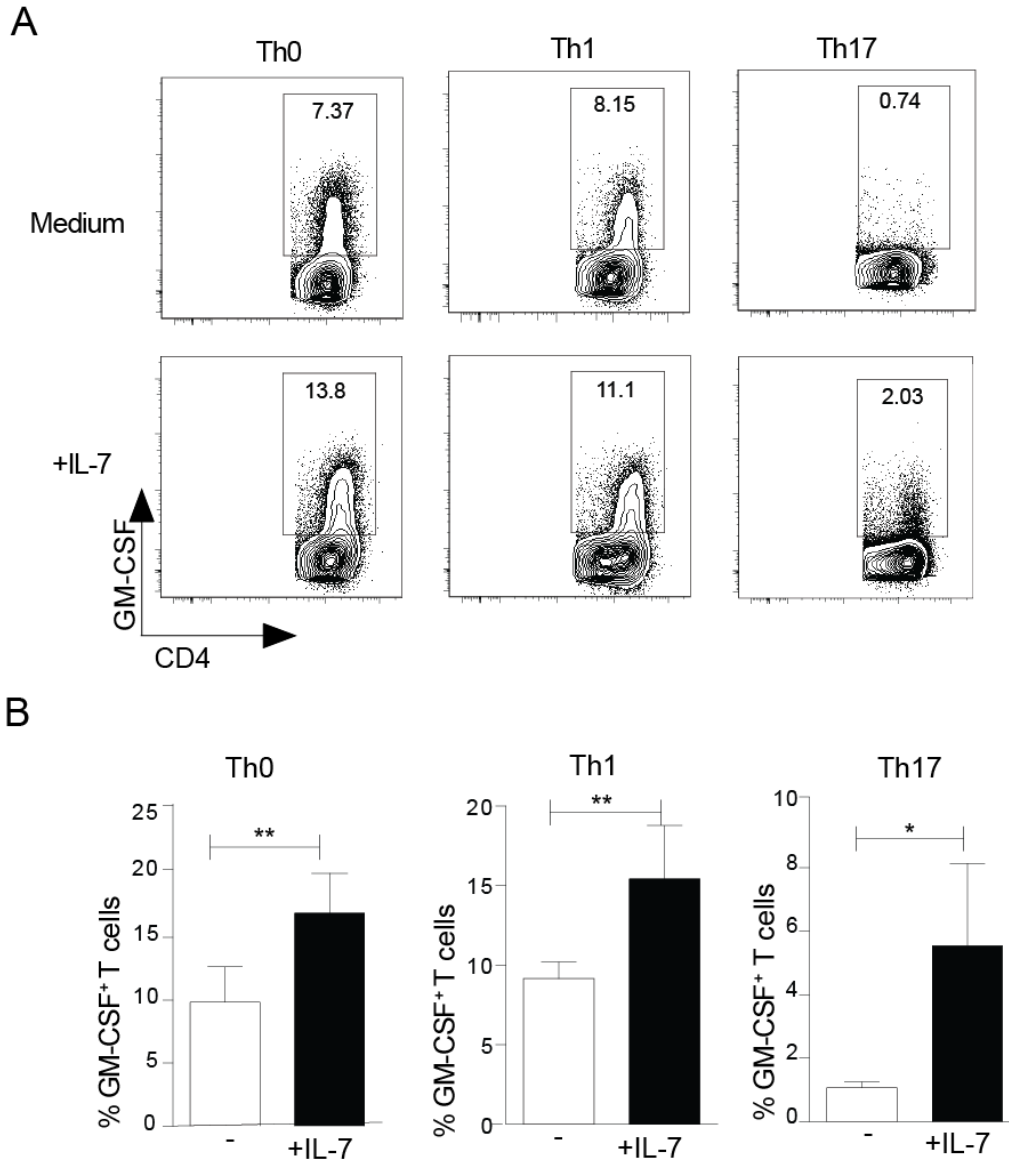 A
Th0 Th1 Th17
Medium
7.37 8.15 0.74
+IL-7
13.8 11.1 2.03
GM-CSF
CD4
B
Th0 Th1 Th17
% GM-CSF+ T cells
25
20
15
10
5
0
**
- +IL-7
% GM-CSF+ T cells
20
15
10
5
0
**
- +IL-7
% GM-CSF+ T cells
10
8
6
4
2
0
*
- +IL-7